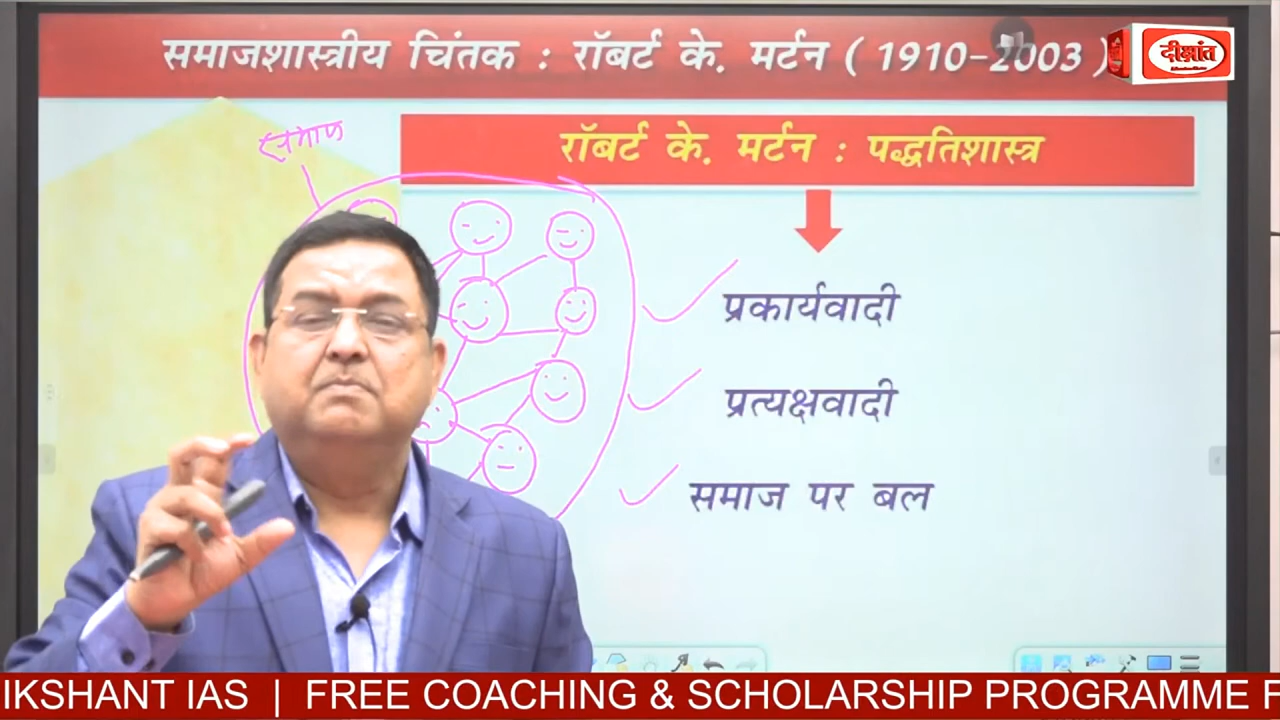 समाजशास्त्रीय चिंतक : रॉबर्ट के. मर्टन ( 1910-2003 )
दीक्षांत
समाज
रॉबर्ट के. मर्टन : पद्धतिशास्त्र
प्रकार्यवादी
प्रत्यक्षवादी
समाज पर बल
IKSHANT IAS | FREE COACHING & SCHOLARSHIP PROGRAMME F